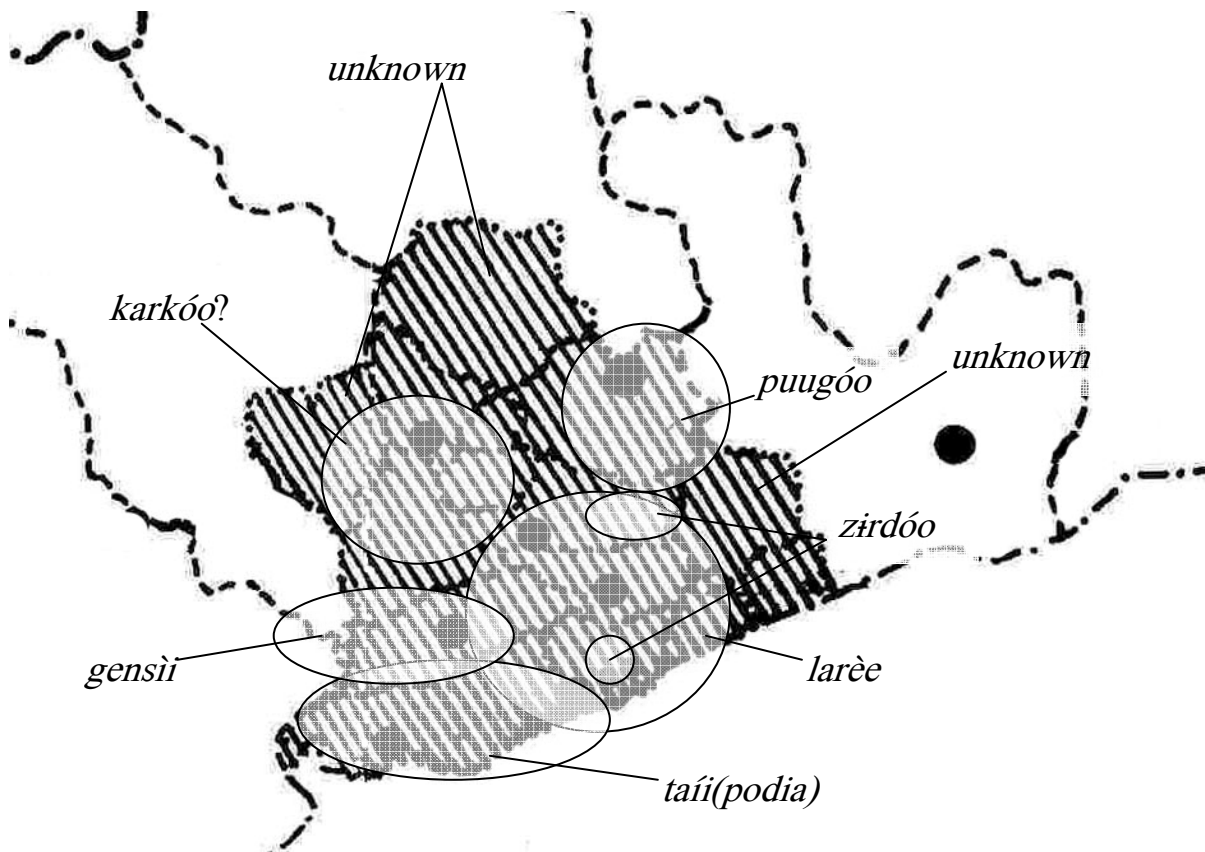 unknown
karkóo?
unknown
puugóo
zɨrdóo
gensìi
larèe
taíi(podia)